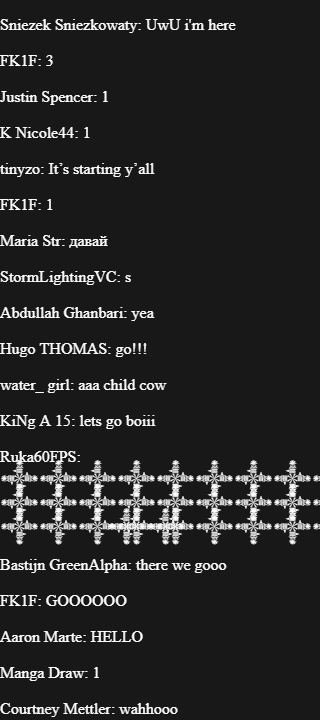 Sniezek Sniezkowaty: UwU i'm here
FK1F: 3
Justin Spencer: 1
K Nicole44: 1
tinyzo: It’s starting y’all
FK1F: 1
Maria Str: давай
StormLightingVC: s
Abdullah Ghanbari: yea
Hugo THOMAS: go!!!
water_ girl: aaa child cow
KiNg A 15: lets go boiii
Ruka60FPS:
Bastijn GreenAlpha: there we gooo
FK1F: GOOOOOO
Aaron Marte: HELLO
Manga Draw: 1
Courtney Mettler: wahhooo